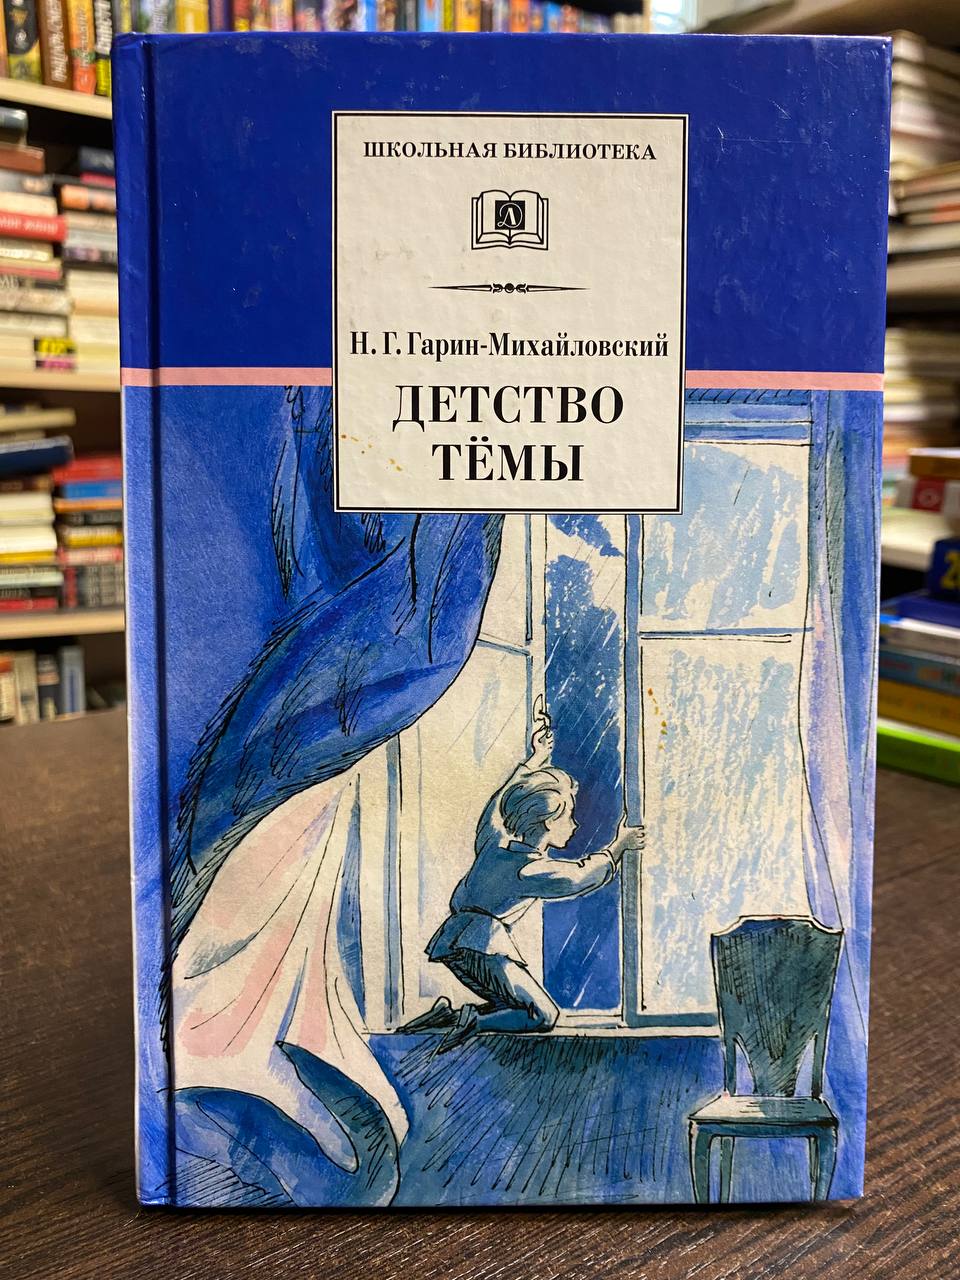 ШКОЛЬНАЯ БИБЛИОТЕКА
Д
Н. Г. Гарин-Михайловский
ДЕТСТВО
ТЁМЫ